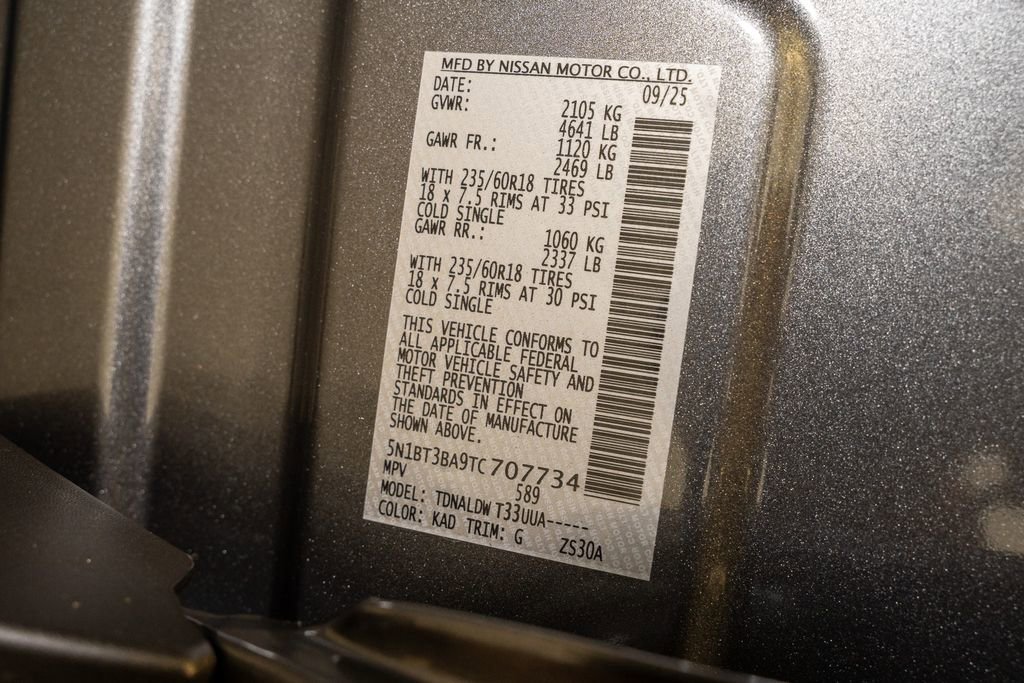 MFD BY NISSAN MOTOR CO., LTD.
DATE: 09/25
GVWR: 2105 KG
4641 LB
GAWR FR.: 1120 KG
2469 LB
WITH 235/60R18 TIRES
18 X 7.5 RIMS AT 33 PSI
COLD SINGLE
GAWR RR.: 1060 KG
2337 LB
WITH 235/60R18 TIRES
18 X 7.5 RIMS AT 30 PSI
COLD SINGLE
THIS VEHICLE CONFORMS TO
ALL APPLICABLE FEDERAL
MOTOR VEHICLE SAFETY AND
THEFT PREVENTION
STANDARDS IN EFFECT ON
THE DATE OF MANUFACTURE
SHOWN ABOVE.
5N1BT3BA9TC707734
MPV 589
MODEL: TDNALDW T33UUA-----
COLOR: KAD TRIM: G ZS30A